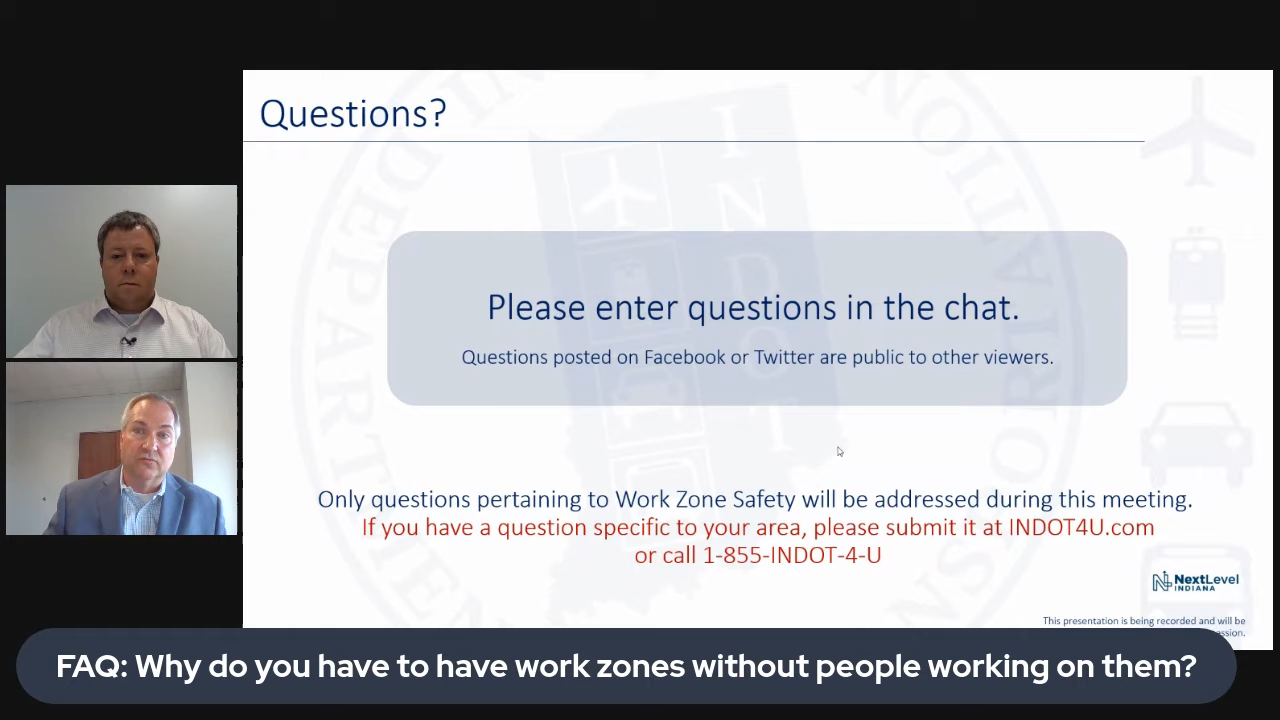 Questions?
Please enter questions in the chat.
Questions posted on Facebook or Twitter are public to other viewers.
Only questions pertaining to Work Zone Safety will be addressed during this meeting.
If you have a question specific to your area, please submit it at INDOT4U.com
or call 1-855-INDOT-4-U
NextLevel
INDIANA
This presentation is being recorded and will be
FAQ: Why do you have to have work zones without people working on them?
INDOT